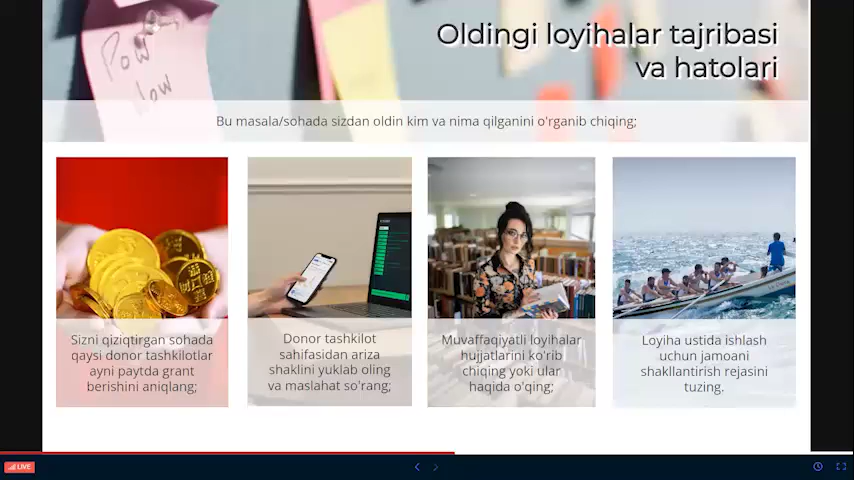 Pow
low
Oldingi loyihalar tajribasi
va hatolari
Bu masala/sohada sizdan oldin kim va nima qilganini o'rganib chiqing;
Sizni qiziqtirgan sohada
qaysi donor tashkilotlar
ayni paytda grant
berishini aniqlang;
Donor tashkilot
sahifasidan ariza
shaklini yuklab oling
va maslahat so'rang;
Muvaffaqiyatli loyihalar
hujjatlarini ko'rib
chiqing yoki ular
haqida o'qing;
Loyiha ustida ishlash
uchun jamoani
shakllantirish rejasini
tuzing.
LIVE